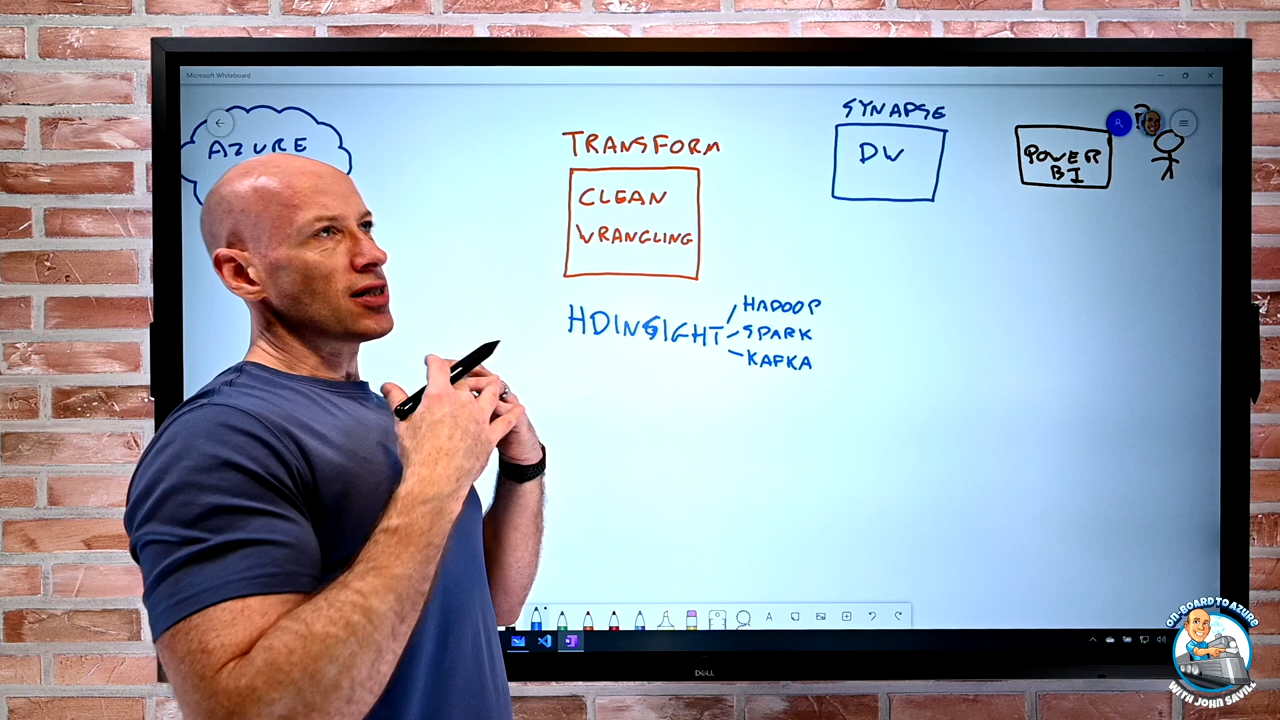 Microsoft Whiteboard
AZURE
TRANSFORM
CLEAN
WRANGLING
HDINSIGHT
HADOOP
SPARK
KAFKA
SYNAPSE
DW
POWER
BI
?
DELL
ON-BOARD TO AZURE
WITH JOHN SAVILL